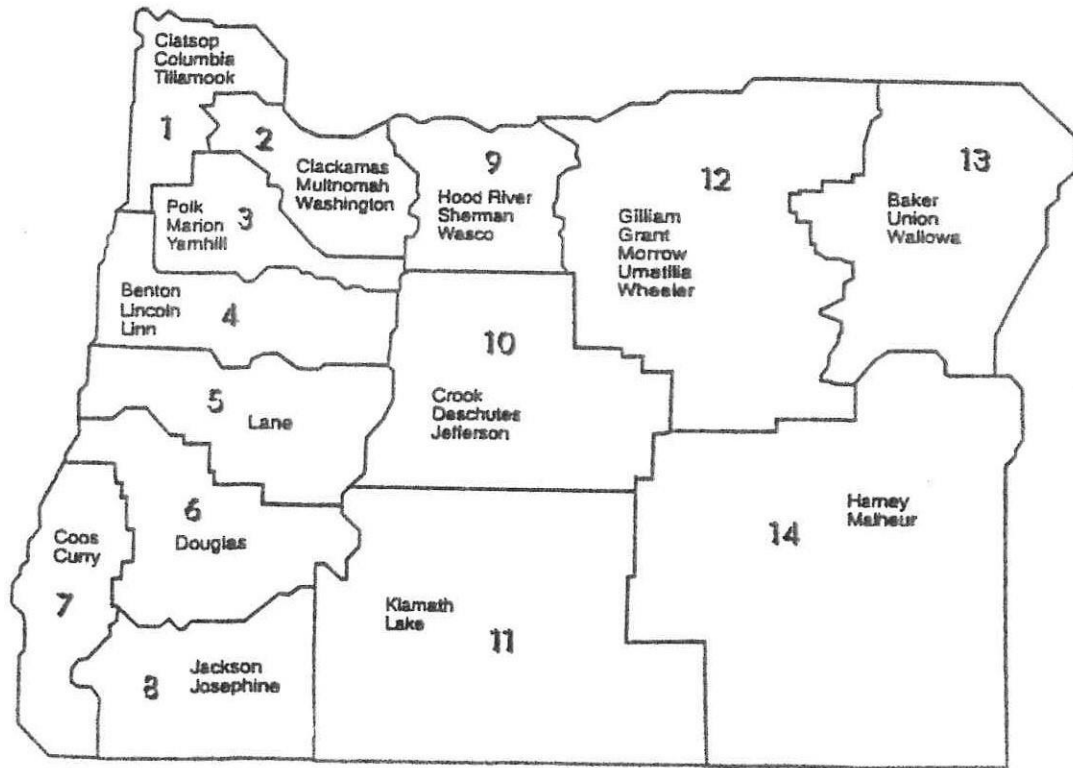 Clatsop
Columbia
Tillamook
1
2
Clackamas
Multnomah
Washington
3
Polk
Marion
Yamhill
9
Hood River
Sherman
Wasco
12
Gilliam
Grant
Morrow
Umatilla
Wheeler
13
Baker
Union
Wallowa
Benton
Lincoln
Linn
4
10
Crook
Deschutes
Jefferson
5
Lane
6
Douglas
Coos
Curry
7
14
Harney
Malheur
Klamath
Lake
11
8
Jackson
Josephine